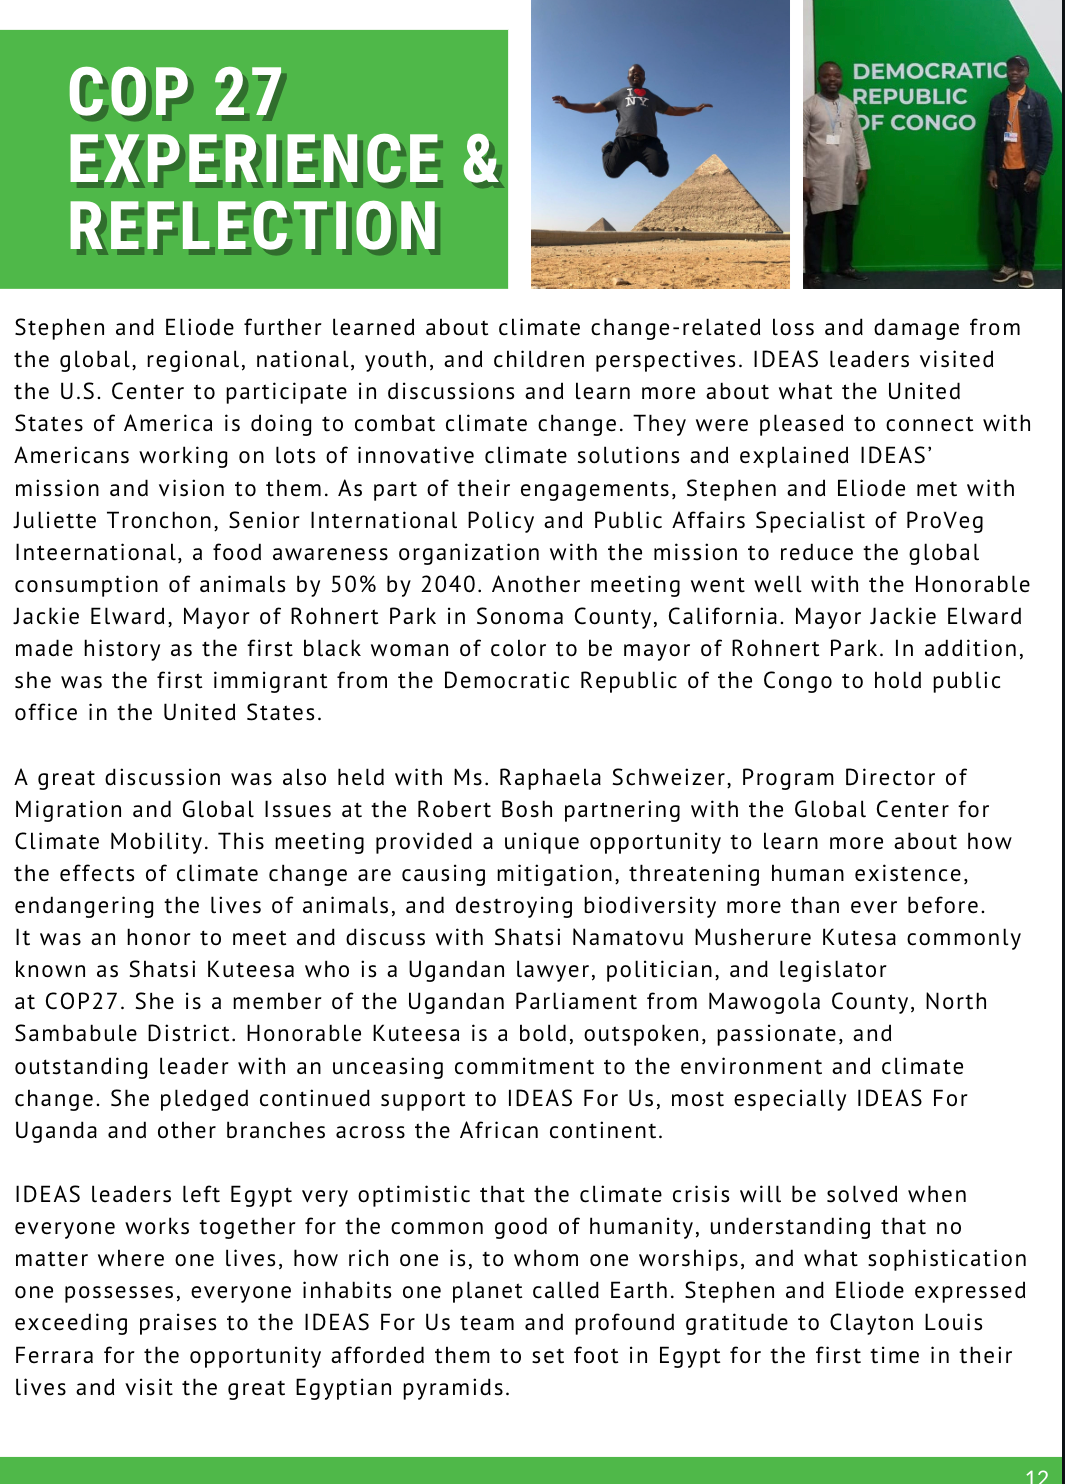 COP 27
EXPERIENCE &
REFLECTION
I
NY
DEMOCRATIC
REPUBLIC
OF CONGO
Stephen and Eliode further learned about climate change-related loss and damage from
the global, regional, national, youth, and children perspectives. IDEAS leaders visited
the U.S. Center to participate in discussions and learn more about what the United
States of America is doing to combat climate change. They were pleased to connect with
Americans working on lots of innovative climate solutions and explained IDEAS’
mission and vision to them. As part of their engagements, Stephen and Eliode met with
Juliette Tronchon, Senior International Policy and Public Affairs Specialist of ProVeg
Inteernational, a food awareness organization with the mission to reduce the global
consumption of animals by 50% by 2040. Another meeting went well with the Honorable
Jackie Elward, Mayor of Rohnert Park in Sonoma County, California. Mayor Jackie Elward
made history as the first black woman of color to be mayor of Rohnert Park. In addition,
she was the first immigrant from the Democratic Republic of the Congo to hold public
office in the United States.
A great discussion was also held with Ms. Raphaela Schweizer, Program Director of
Migration and Global Issues at the Robert Bosh partnering with the Global Center for
Climate Mobility. This meeting provided a unique opportunity to learn more about how
the effects of climate change are causing mitigation, threatening human existence,
endangering the lives of animals, and destroying biodiversity more than ever before.
It was an honor to meet and discuss with Shatsi Namatovu Musherure Kutesa commonly
known as Shatsi Kuteesa who is a Ugandan lawyer, politician, and legislator
at COP27. She is a member of the Ugandan Parliament from Mawogola County, North
Sambabule District. Honorable Kuteesa is a bold, outspoken, passionate, and
outstanding leader with an unceasing commitment to the environment and climate
change. She pledged continued support to IDEAS For Us, most especially IDEAS For
Uganda and other branches across the African continent.
IDEAS leaders left Egypt very optimistic that the climate crisis will be solved when
everyone works together for the common good of humanity, understanding that no
matter where one lives, how rich one is, to whom one worships, and what sophistication
one possesses, everyone inhabits one planet called Earth. Stephen and Eliode expressed
exceeding praises to the IDEAS For Us team and profound gratitude to Clayton Louis
Ferrara for the opportunity afforded them to set foot in Egypt for the first time in their
lives and visit the great Egyptian pyramids.
12